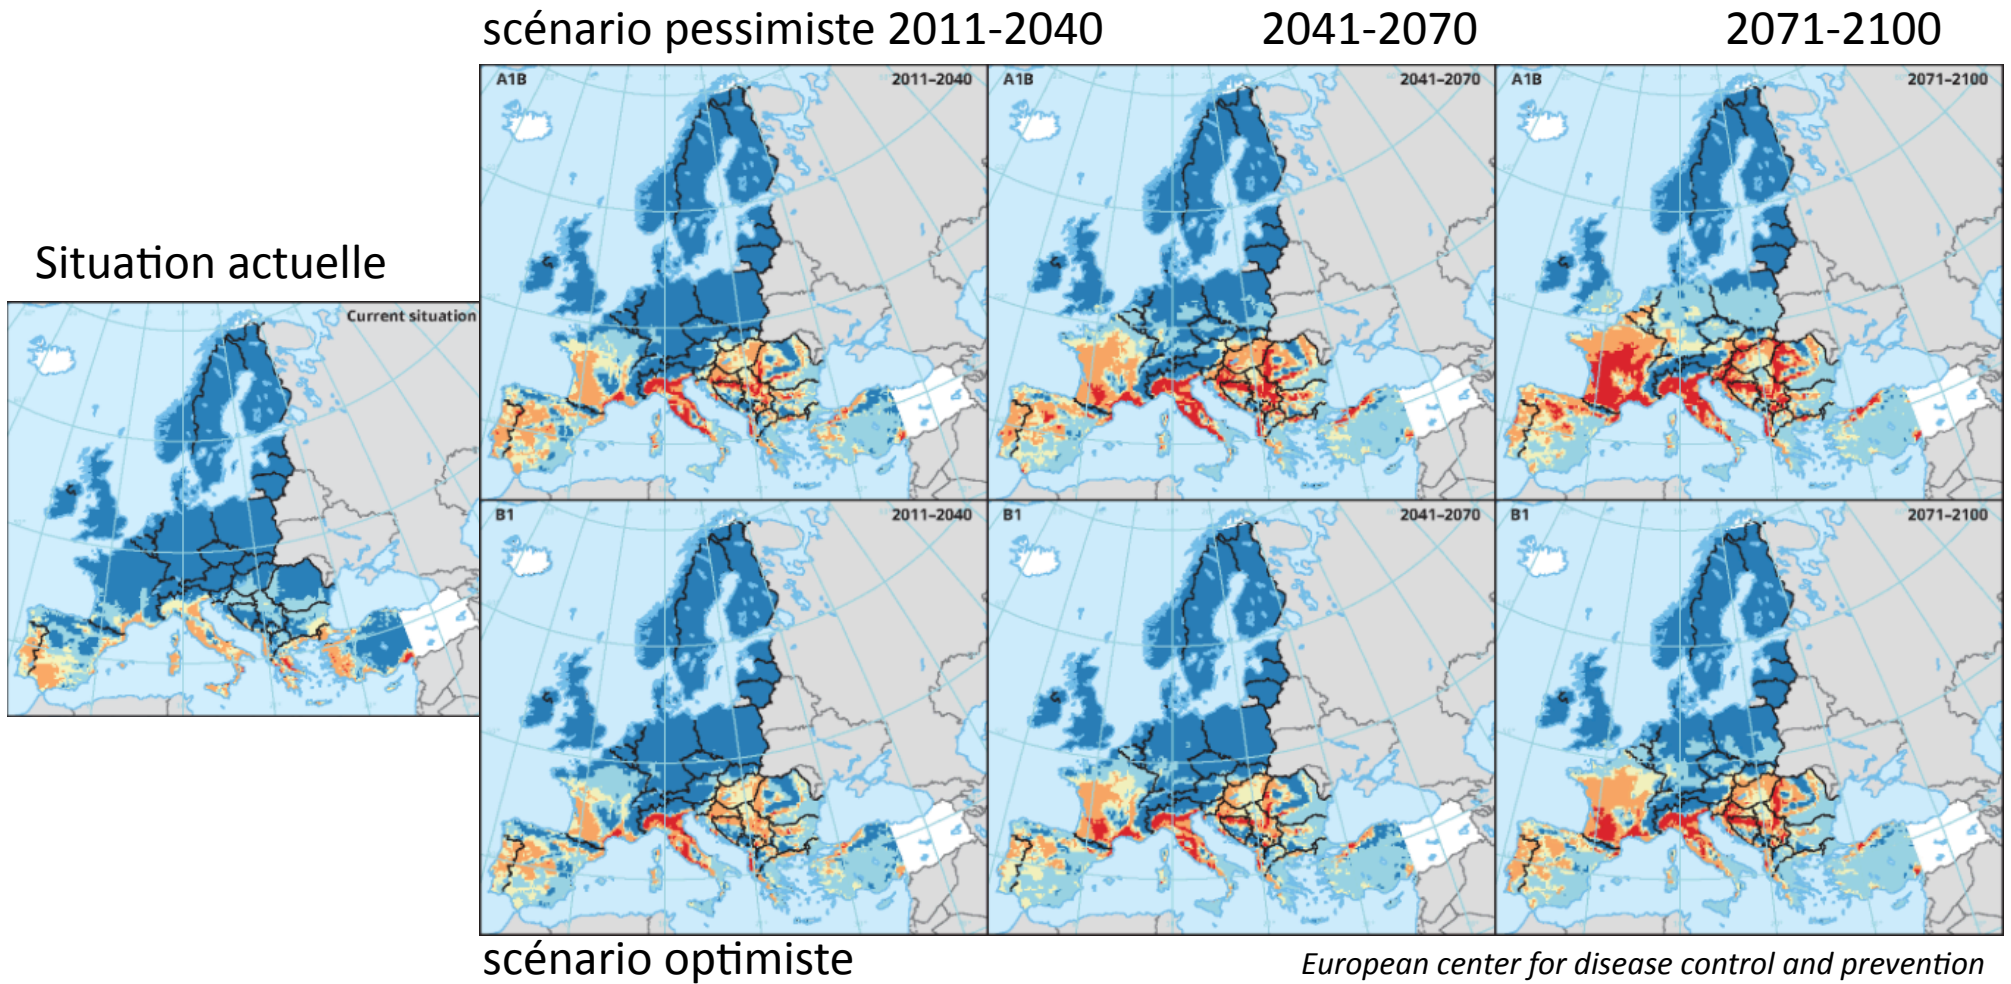 scénario pessimiste 2011-2040 2041-2070 2071-2100
A1B 2011–2040
A1B 2041–2070
A1B 2071–2100
Situation actuelle
Current situation
B1 2011–2040
B1 2041–2070
B1 2071–2100
scénario optimiste
European center for disease control and prevention